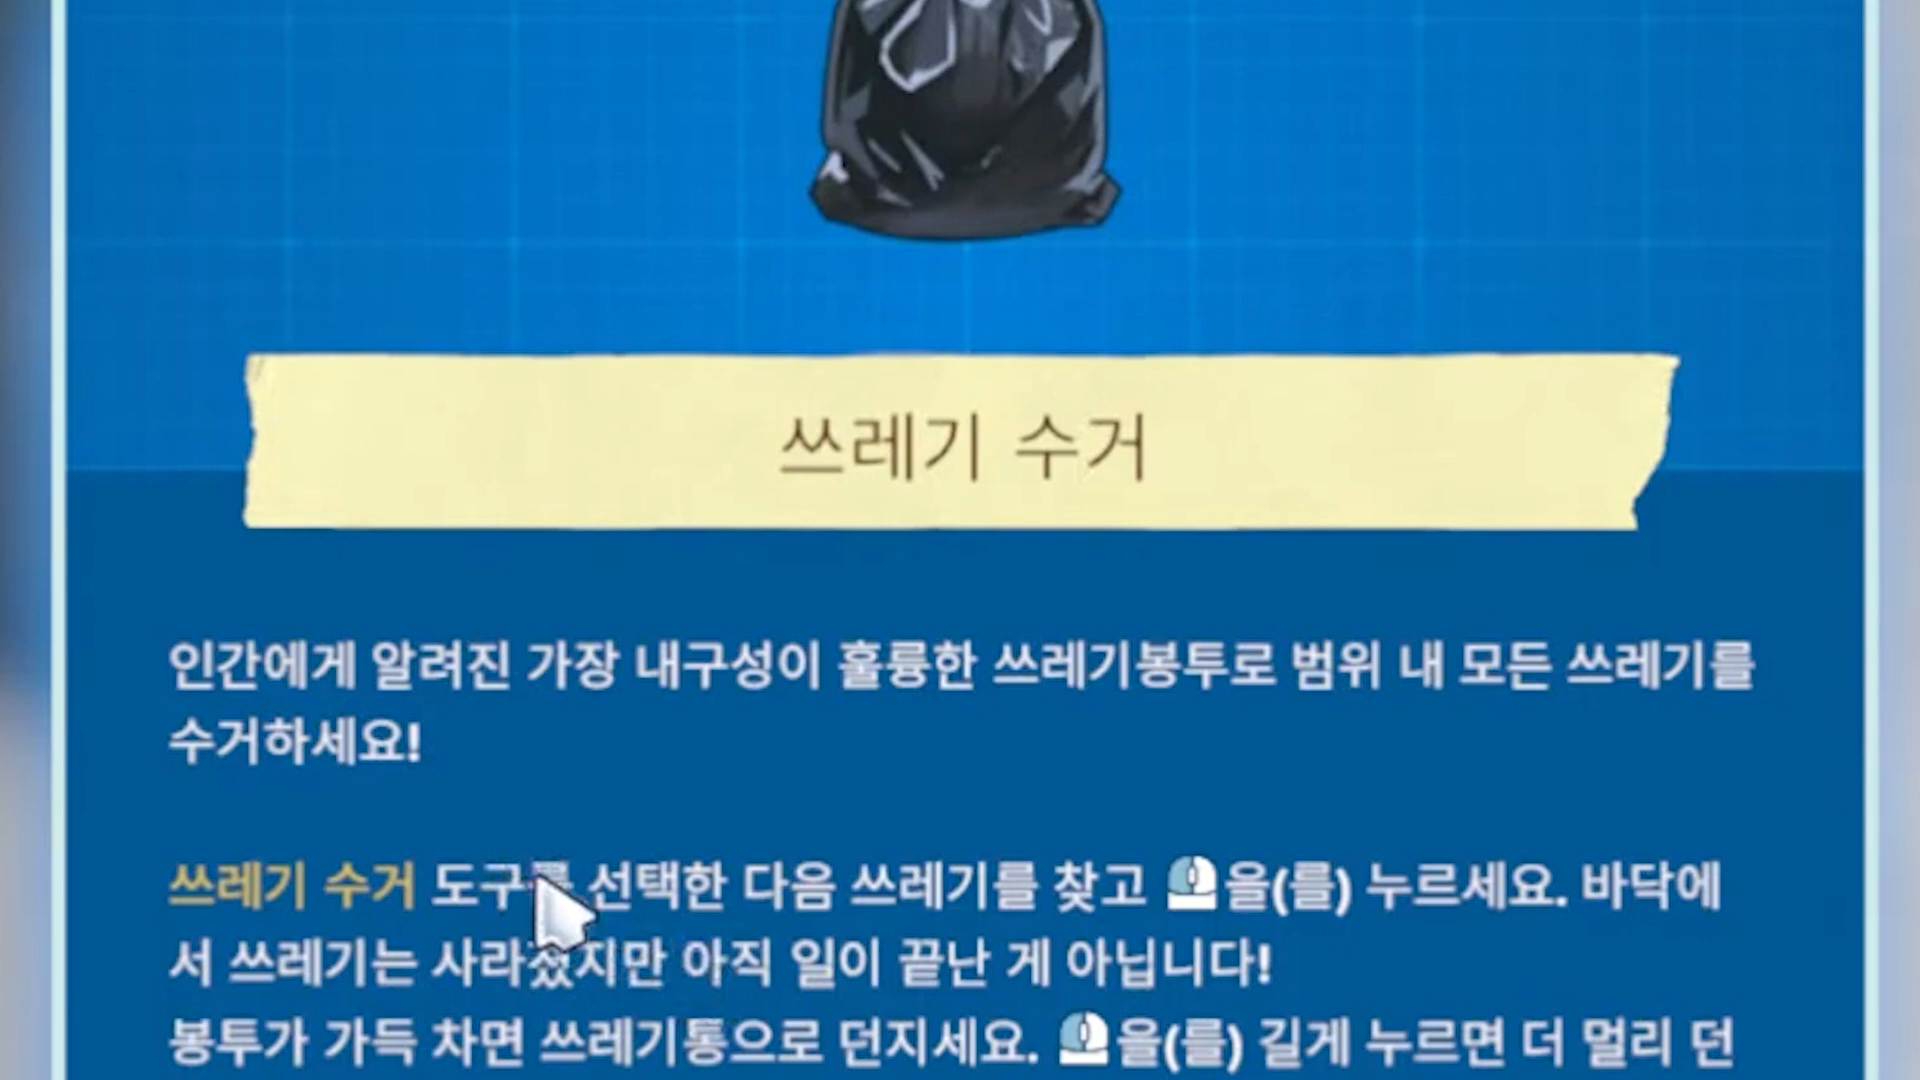 쓰레기 수거
인간에게 알려진 가장 내구성이 훌륭한 쓰레기봉투로 범위 내 모든 쓰레기를
수거하세요!
쓰레기 수거 도구를 선택한 다음 쓰레기를 찾고 을(를) 누르세요. 바닥에
서 쓰레기는 사라졌지만 아직 일이 끝난 게 아닙니다!
봉투가 가득 차면 쓰레기통으로 던지세요. 을(를) 길게 누르면 더 멀리 던